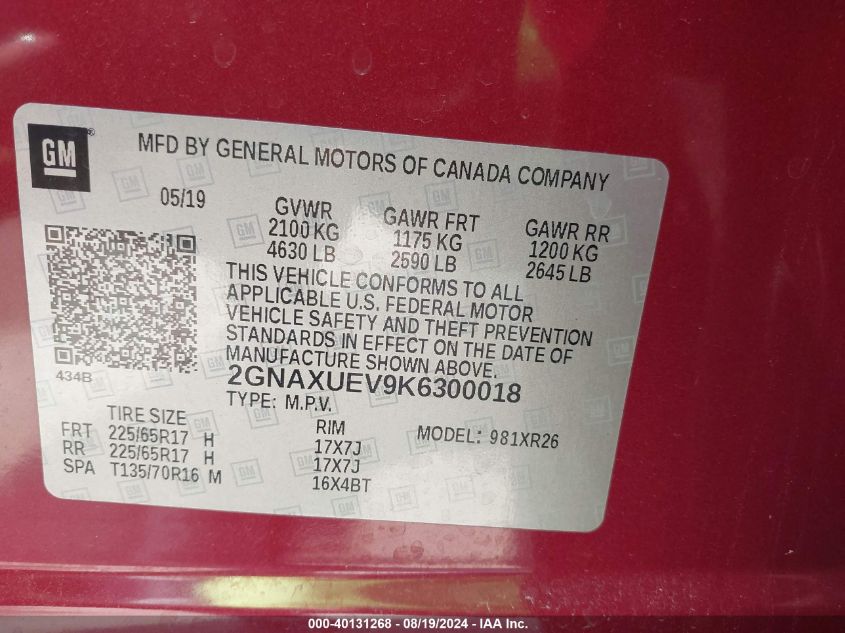 GM®
MFD BY GENERAL MOTORS OF CANADA COMPANY
05/19
GVWR
2100 KG
4630 LB
GAWR FRT
1175 KG
2590 LB
GAWR RR
1200 KG
2645 LB
THIS VEHICLE CONFORMS TO ALL
APPLICABLE U.S. FEDERAL MOTOR
VEHICLE SAFETY AND THEFT PREVENTION
STANDARDS IN EFFECT ON THE DATE OF
MANUFACTURE SHOWN ABOVE.
434B
2GNAXUEV9K6300018
TYPE: M.P.V.
MODEL: 981XR26
TIRE SIZE RIM
FRT 225/65R17 H 17X7J
RR 225/65R17 H 17X7J
SPA T135/70R16 M 16X4BT
000-40131268 - 08/19/2024 - IAA Inc.